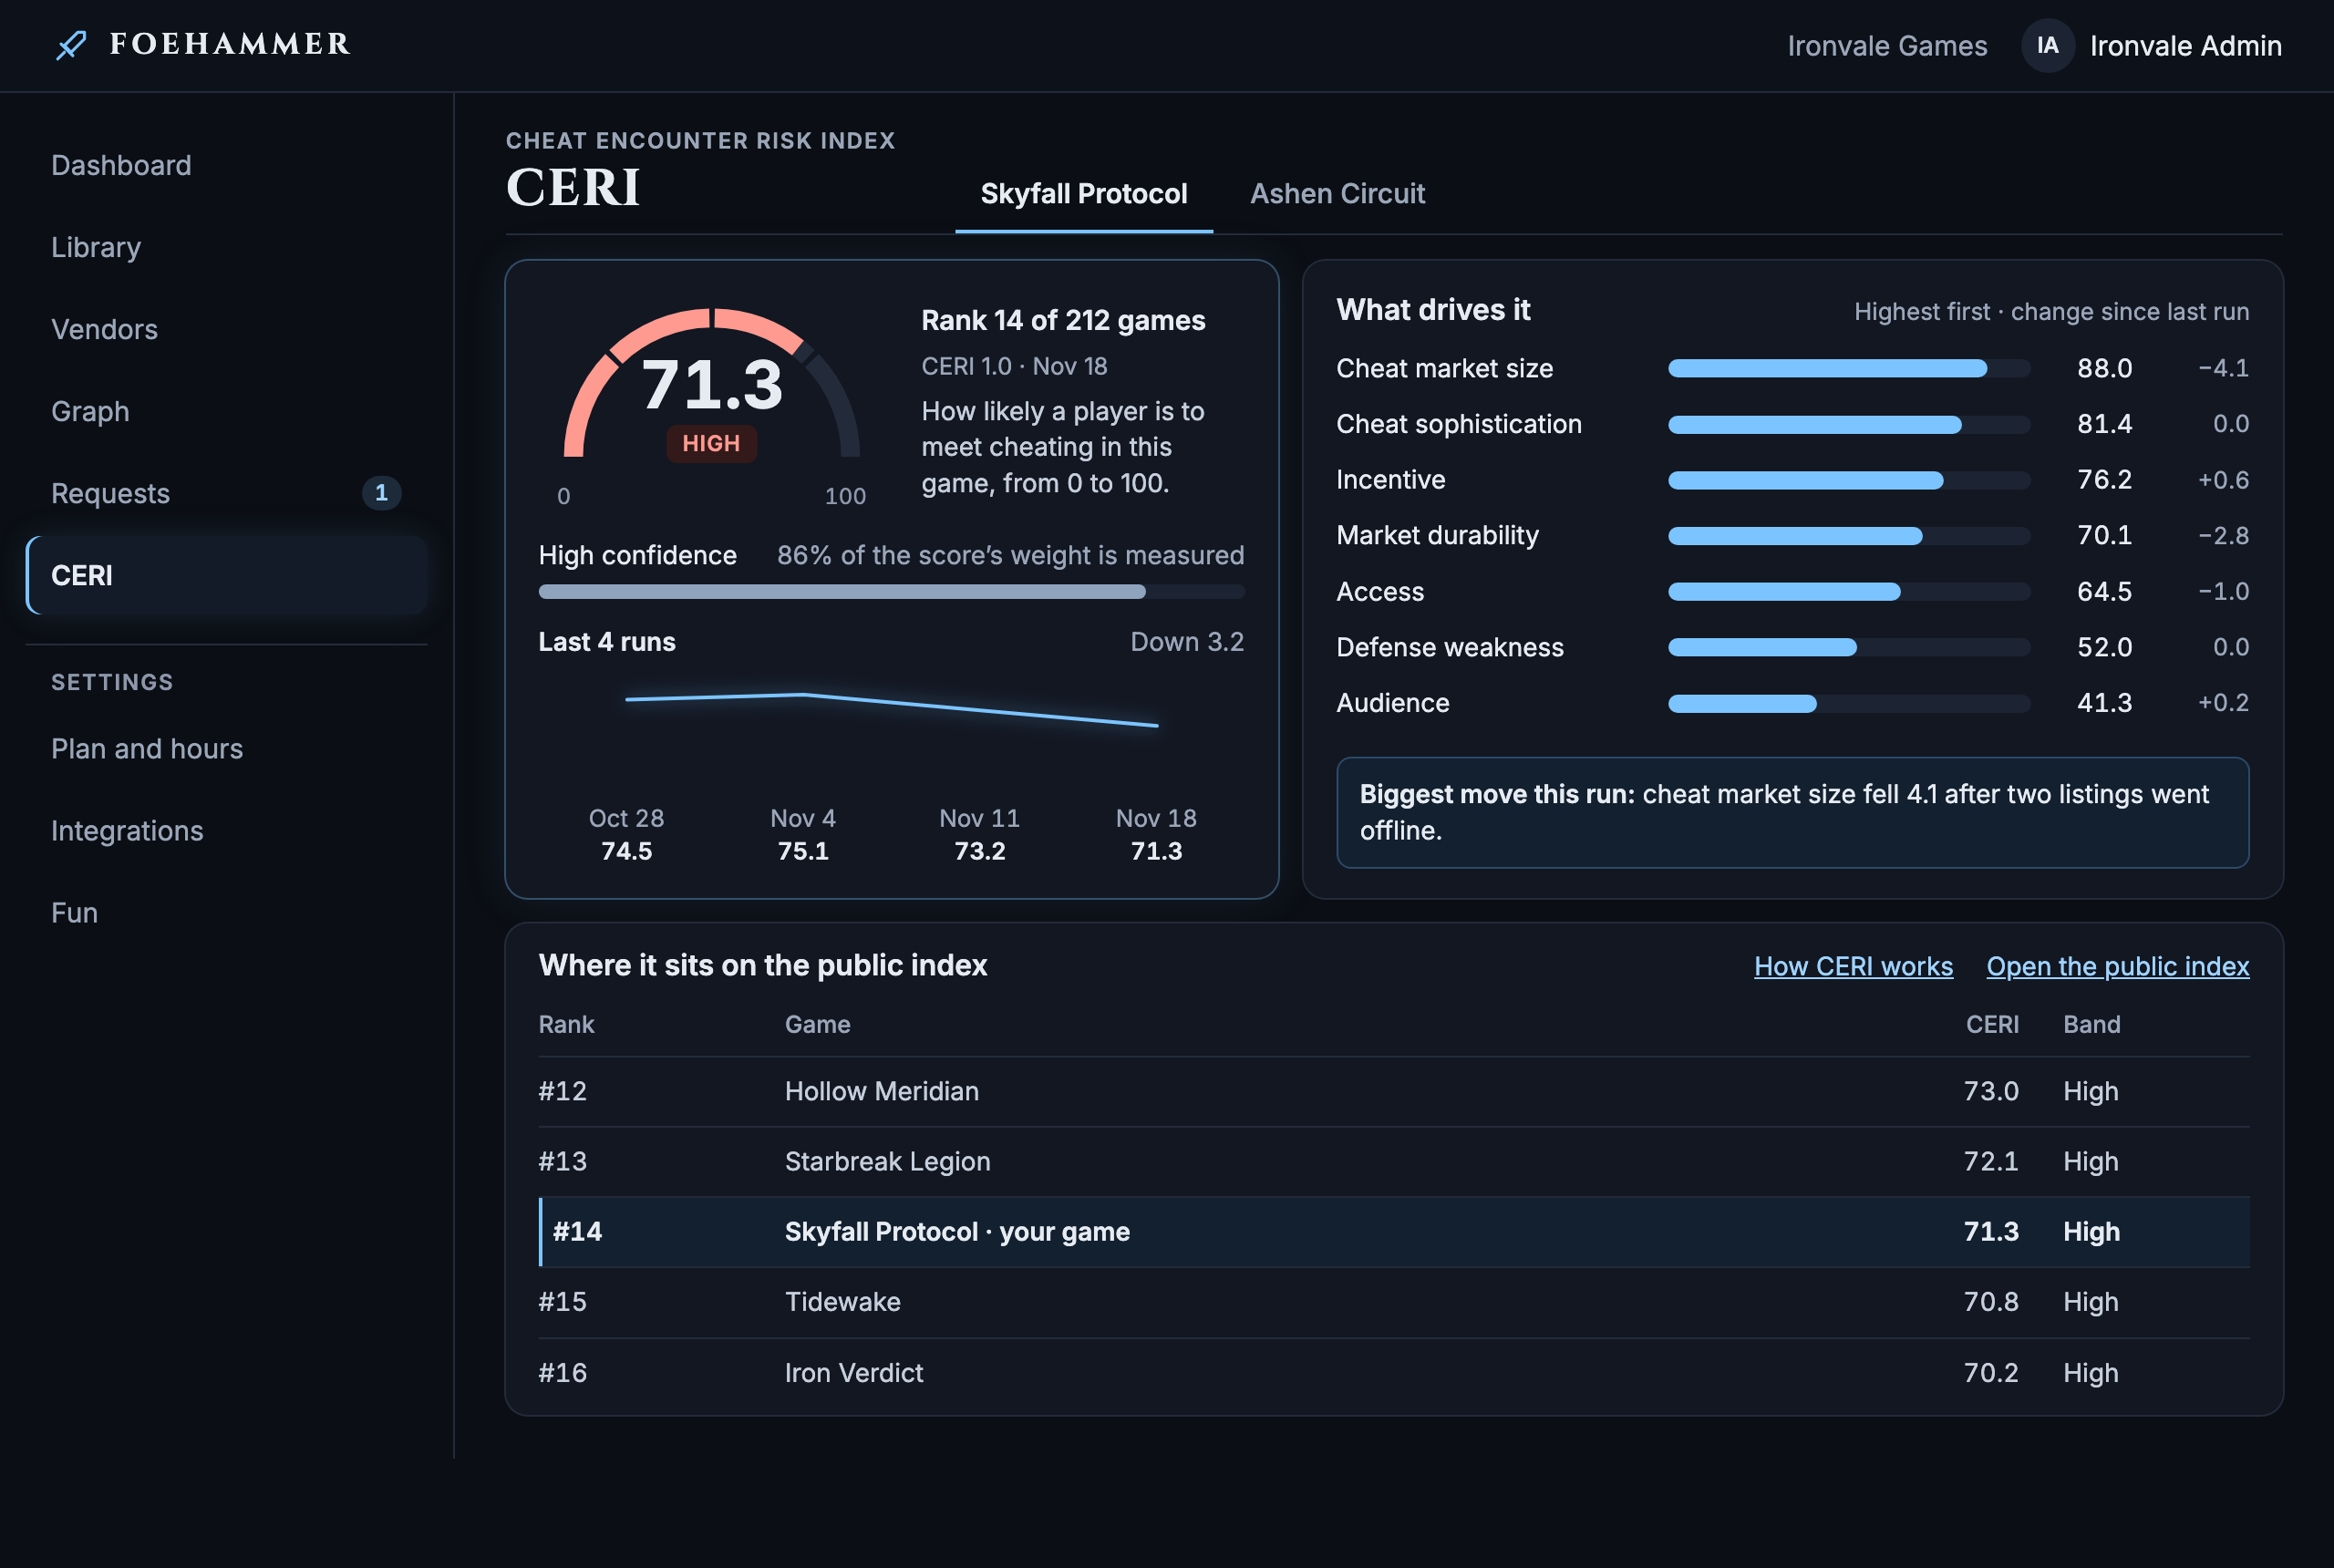 FOEHAMMER
Ironvale Games
IA
Ironvale Admin
Dashboard
Library
Vendors
Graph
Requests
1
CERI
SETTINGS
Plan and hours
Integrations
Fun
CHEAT ENCOUNTER RISK INDEX
CERI
Skyfall Protocol
Ashen Circuit
71.3
HIGH
0
100
Rank 14 of 212 games
CERI 1.0 · Nov 18
How likely a player is to
meet cheating in this
game, from 0 to 100.
High confidence
86% of the score’s weight is measured
Last 4 runs
Down 3.2
Oct 28 Nov 4 Nov 11 Nov 18
74.5 75.1 73.2 71.3
What drives it
Highest first · change since last run
Cheat market size 88.0 −4.1
Cheat sophistication 81.4 0.0
Incentive 76.2 +0.6
Market durability 70.1 −2.8
Access 64.5 −1.0
Defense weakness 52.0 0.0
Audience 41.3 +0.2
Biggest move this run: cheat market size fell 4.1 after two listings went
offline.
Where it sits on the public index
How CERI works
Open the public index
Rank Game CERI Band
#12 Hollow Meridian 73.0 High
#13 Starbreak Legion 72.1 High
#14 Skyfall Protocol · your game 71.3 High
#15 Tidewake 70.8 High
#16 Iron Verdict 70.2 High